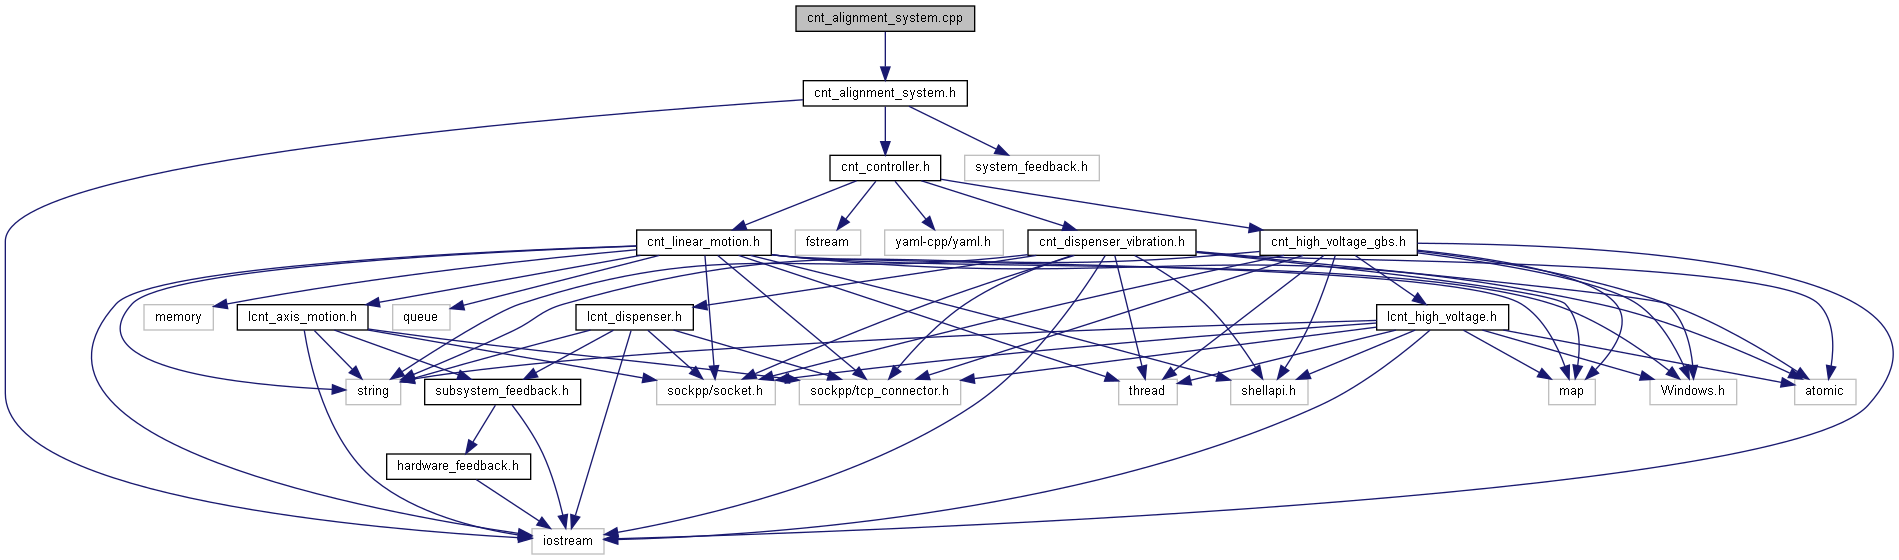 cnt_alignment_system.cpp
cnt_alignment_system.h
cnt_controller.h
system_feedback.h
cnt_linear_motion.h
fstream
yaml-cpp/yaml.h
cnt_dispenser_vibration.h
cnt_high_voltage_gbs.h
memory
lcnt_axis_motion.h
queue
lcnt_dispenser.h
lcnt_high_voltage.h
string
subsystem_feedback.h
sockpp/socket.h
sockpp/tcp_connector.h
thread
shellapi.h
map
Windows.h
atomic
hardware_feedback.h
iostream